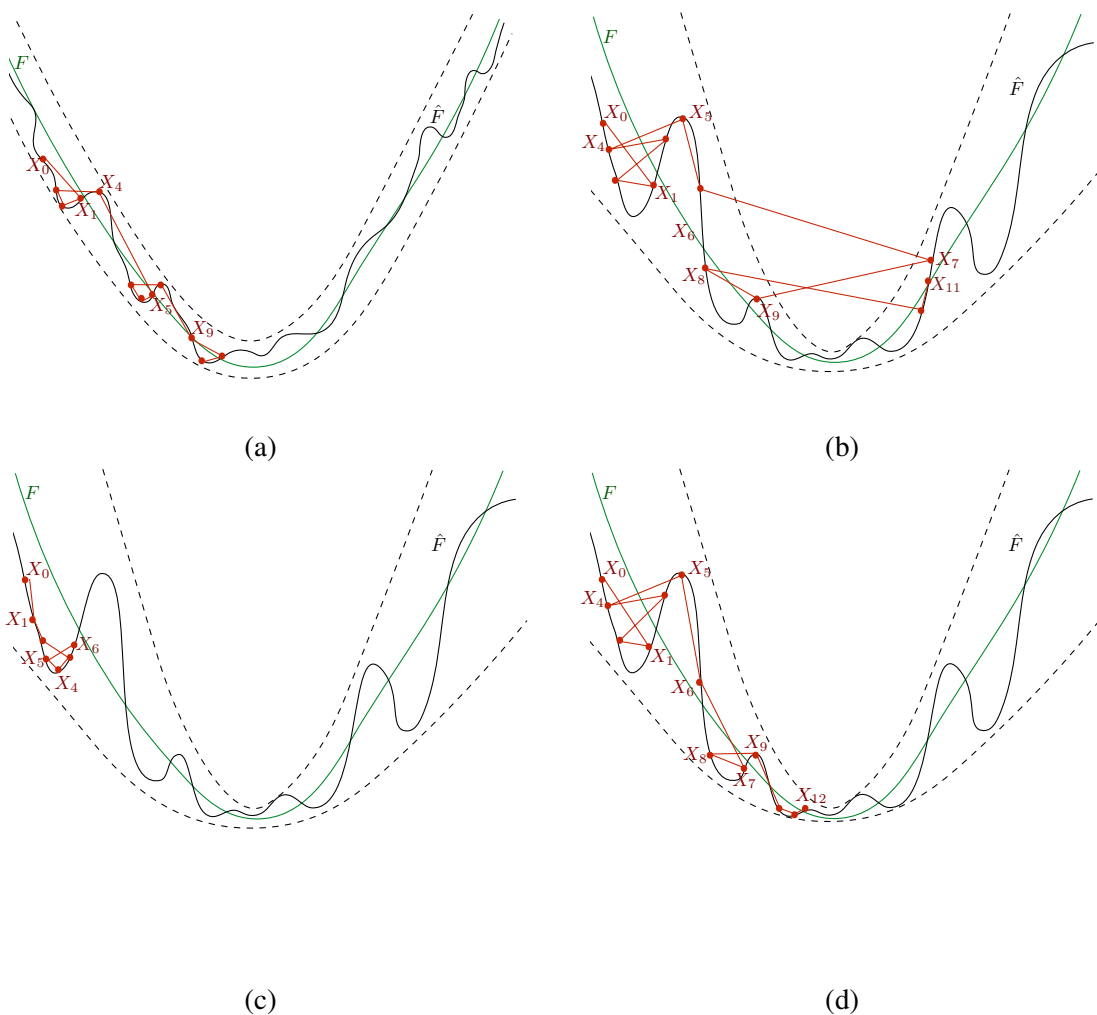 F
F̂
X₀
X₁
X₄
X₅
X₉
(a)
F
F̂
X₀
X₅
X₄
X₁
X₆
X₇
X₈
X₁₁
X₉
(b)
F
F̂
X₀
X₁
X₆
X₅
X₄
(c)
F
F̂
X₀
X₅
X₄
X₁
X₆
X₉
X₈
X₇
X₁₂
(d)